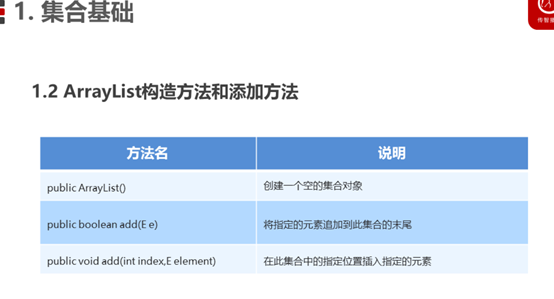 1. 集合基础
1.2 ArrayList构造方法和添加方法
方法名 说明
public ArrayList() 创建一个空的集合对象
public boolean add(E e) 将指定的元素追加到此集合的末尾
public void add(int index,E element) 在此集合中的指定位置插入指定的元素